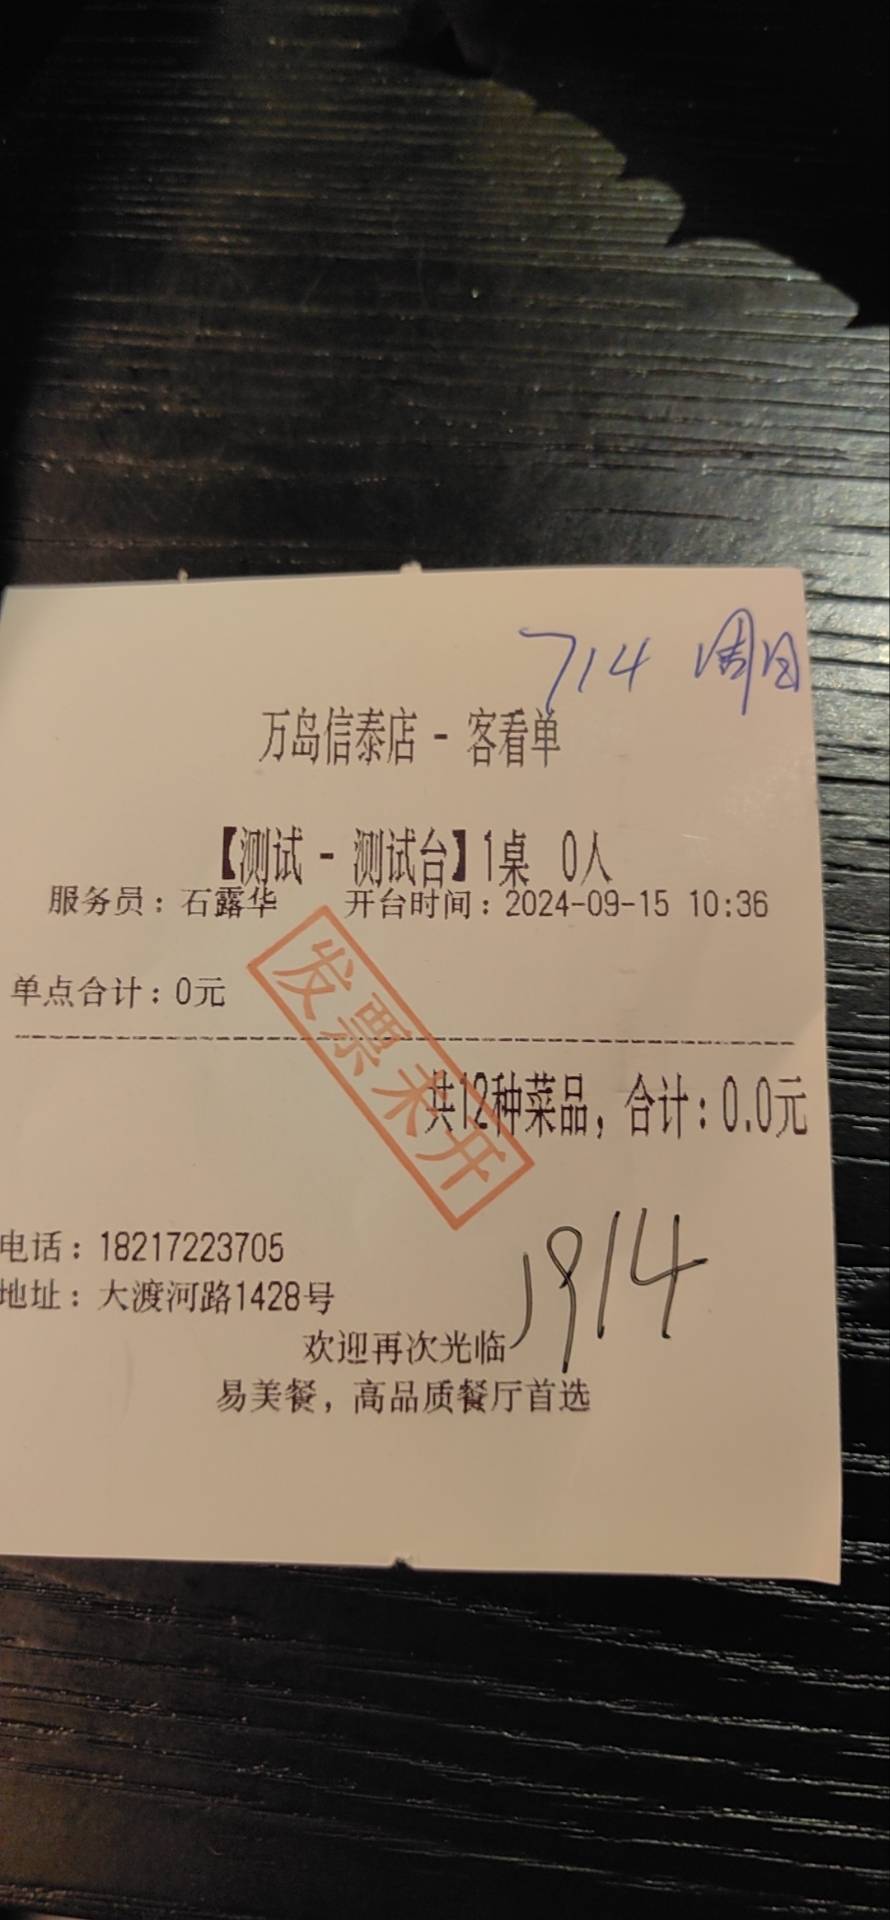 714 周日
万岛信泰店 - 客看单
【测试 - 测试台】1桌 0人
服务员：石露华 开台时间：2024-09-15 10:36
单点合计：0元
发票未开
共12种菜品，合计：0.0元
电话：18217223705
地址：大渡河路1428号
1914
欢迎再次光临
易美餐，高品质餐厅首选